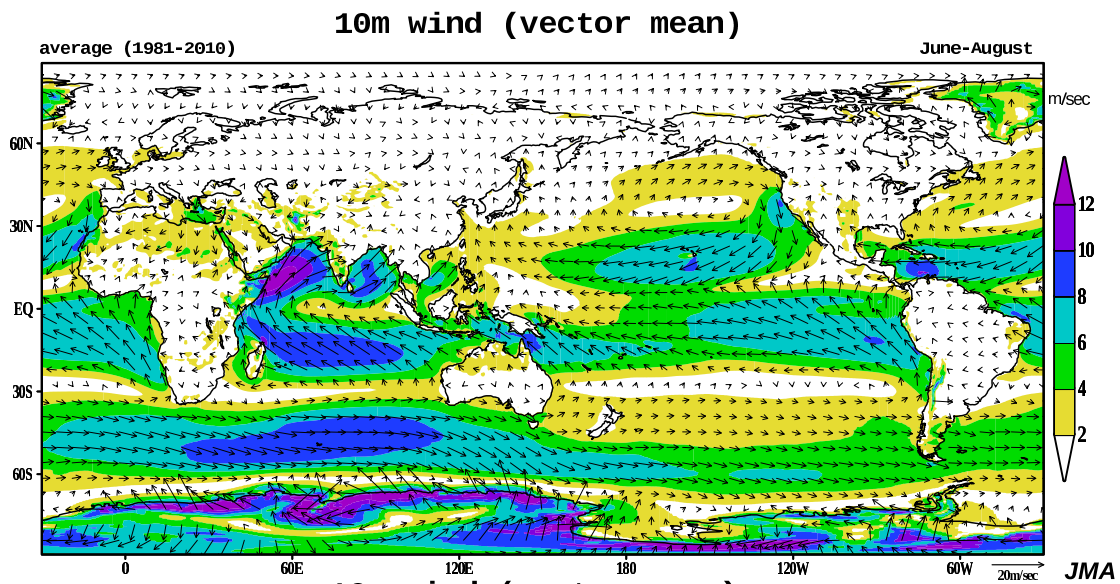 10m wind (vector mean)
average (1981-2010) June-August
m/sec
60N
30N
EQ
30S
60S
12
10
8
6
4
2
0 60E 120E 180 120W 60W
20m/sec
JMA